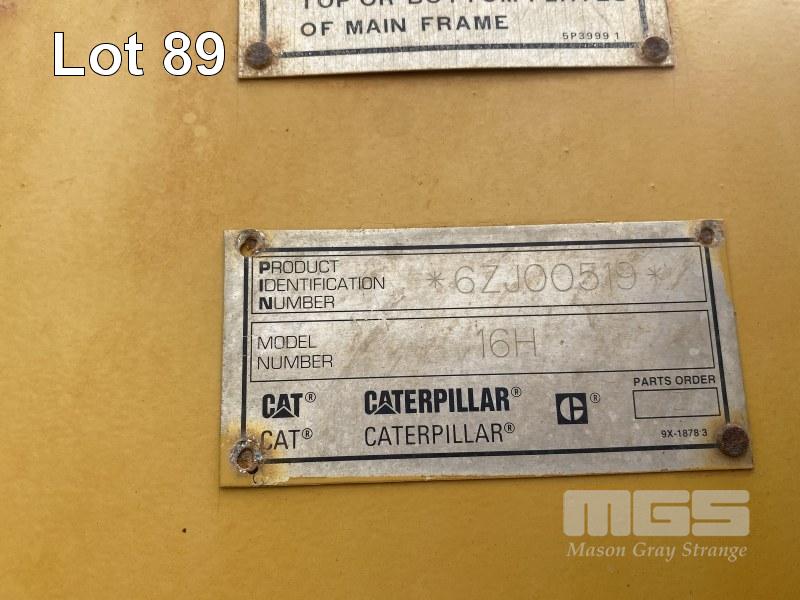 Lot 89
OF MAIN FRAME
5P3999 1
PRODUCT
IDENTIFICATION
NUMBER
*6ZJ00519*
MODEL
NUMBER
16H
CAT® CATERPILLAR® C®
PARTS ORDER
CAT® CATERPILLAR®
9X-1878 3
MGS
Mason Gray Strange